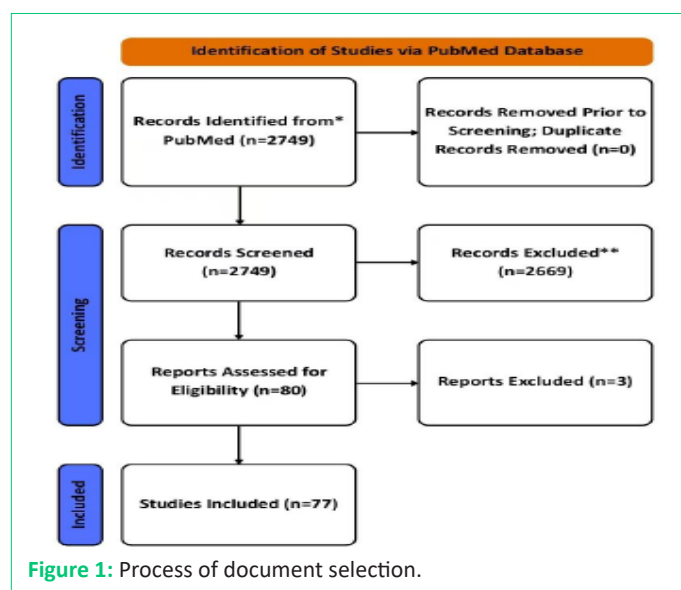 Identification of Studies via PubMed Database
Identification
Records Identified from*
PubMed (n=2749)
Records Removed Prior to
Screening; Duplicate
Records Removed (n=0)
Screening
Records Screened
(n=2749)
Records Excluded**
(n=2669)
Reports Assessed for
Eligibility (n=80)
Reports Excluded (n=3)
Included
Studies Included (n=77)
Figure 1: Process of document selection.